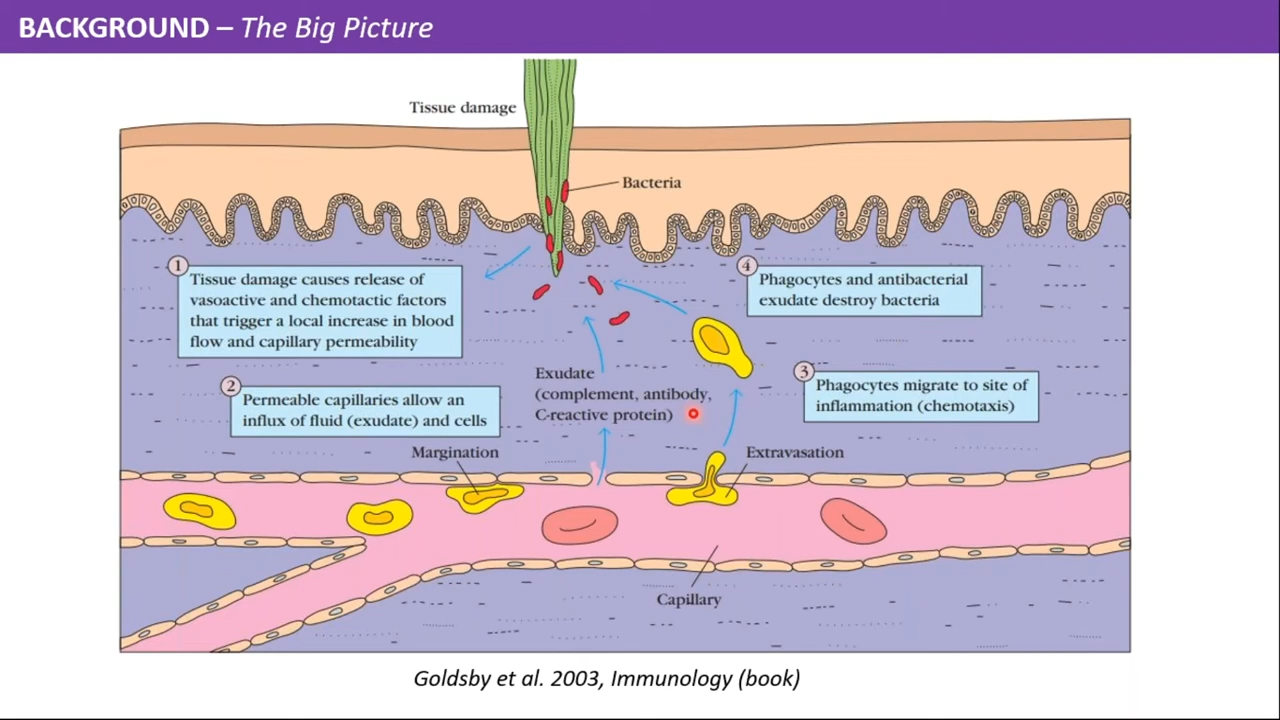 BACKGROUND – The Big Picture
Tissue damage
Bacteria
1
Tissue damage causes release of
vasoactive and chemotactic factors
that trigger a local increase in blood
flow and capillary permeability
4
Phagocytes and antibacterial
exudate destroy bacteria
2
Permeable capillaries allow an
influx of fluid (exudate) and cells
Exudate
(complement, antibody,
C-reactive protein)
3
Phagocytes migrate to site of
inflammation (chemotaxis)
Margination
Extravasation
Capillary
Goldsby et al. 2003, Immunology (book)